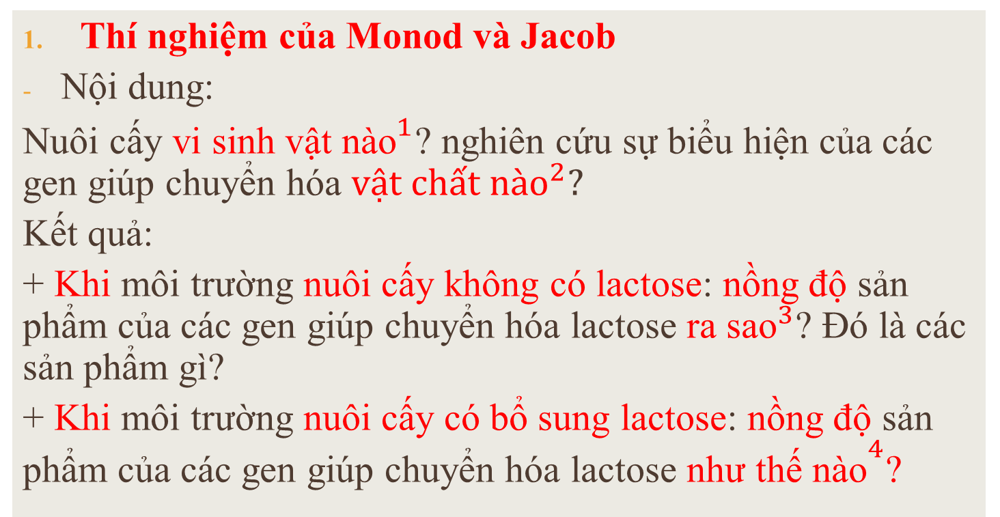 1. Thí nghiệm của Monod và Jacob
- Nội dung:
Nuôi cấy vi sinh vật nào¹? nghiên cứu sự biểu hiện của các
gen giúp chuyển hóa vật chất nào²?
Kết quả:
+ Khi môi trường nuôi cấy không có lactose: nồng độ sản
phẩm của các gen giúp chuyển hóa lactose ra sao³? Đó là các
sản phẩm gì?
+ Khi môi trường nuôi cấy có bổ sung lactose: nồng độ sản
phẩm của các gen giúp chuyển hóa lactose như thế nào⁴?